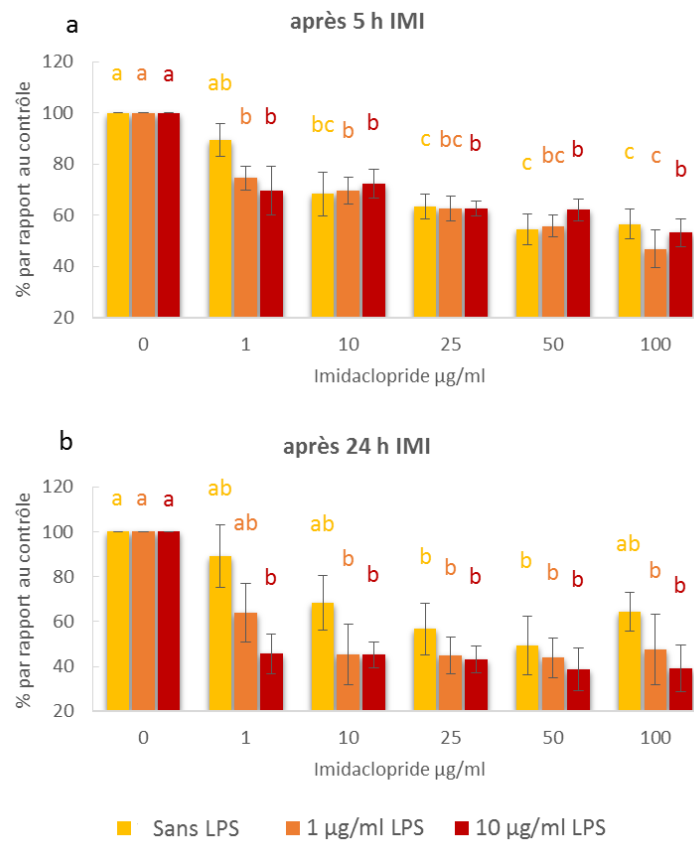 a
après 5 h IMI
% par rapport au contrôle
120
100
80
60
40
20
a a a
ab b b
bc b b
c bc b
c bc b
c c b
0 1 10 25 50 100
Imidaclopride µg/ml
b
après 24 h IMI
% par rapport au contrôle
120
100
80
60
40
20
a a a
ab ab b
ab b b
b b b
b b b
ab b b
0 1 10 25 50 100
Imidaclopride µg/ml
Sans LPS 1 µg/ml LPS 10 µg/ml LPS